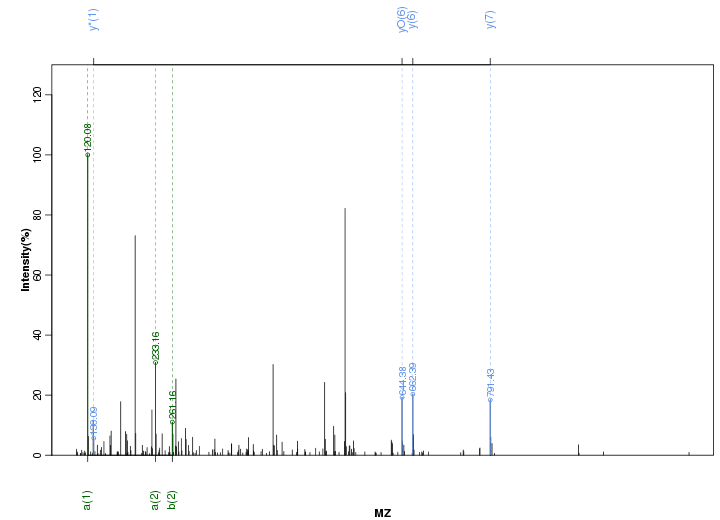 y*(1)
yO(6)
y(6)
y(7)
120
100
80
60
40
20
0
Intensity(%)
120.08
130.09
233.16
261.16
644.38
662.39
791.43
a(1)
a(2)
b(2)
MZ